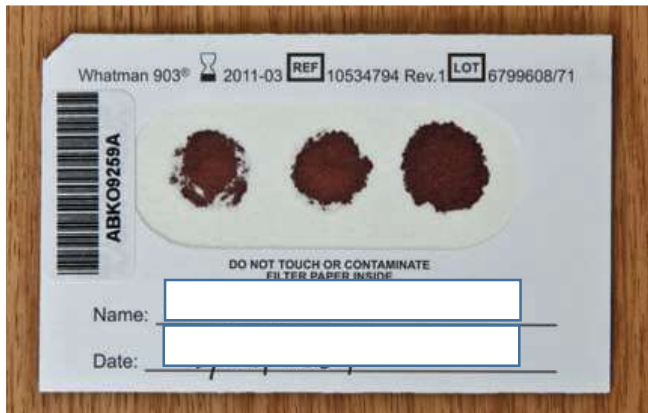 Whatman 903® 2011-03 REF 10534794 Rev.1 LOT 6799608/71
ABKO9259A
DO NOT TOUCH OR CONTAMINATE
FILTER PAPER INSIDE
Name:
Date: